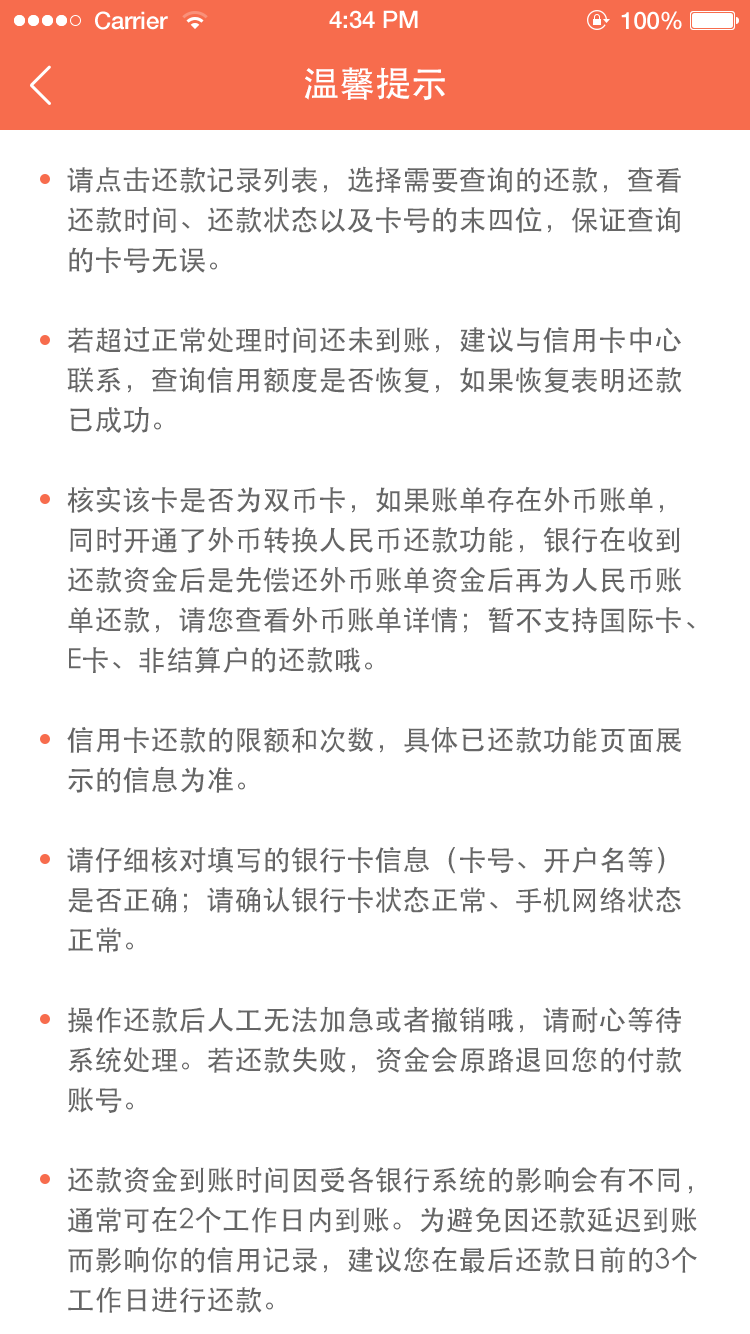 Carrier 4:34 PM 100%
温馨提示
请点击还款记录列表，选择需要查询的还款，查看
还款时间、还款状态以及卡号的末四位，保证查询
的卡号无误。
若超过正常处理时间还未到账，建议与信用卡中心
联系，查询信用额度是否恢复，如果恢复表明还款
已成功。
核实该卡是否为双币卡，如果账单存在外币账单，
同时开通了外币转换人民币还款功能，银行在收到
还款资金后是先偿还外币账单资金后再为人民币账
单还款，请您查看外币账单详情；暂不支持国际卡、
E卡、非结算户的还款哦。
信用卡还款的限额和次数，具体已还款功能页面展
示的信息为准。
请仔细核对填写的银行卡信息（卡号、开户名等）
是否正确；请确认银行卡状态正常、手机网络状态
正常。
操作还款后人工无法加急或者撤销哦，请耐心等待
系统处理。若还款失败，资金会原路退回您的付款
账号。
还款资金到账时间因受各银行系统的影响会有不同，
通常可在2个工作日内到账。为避免因还款延迟到账
而影响你的信用记录，建议您在最后还款日前的3个
工作日进行还款。